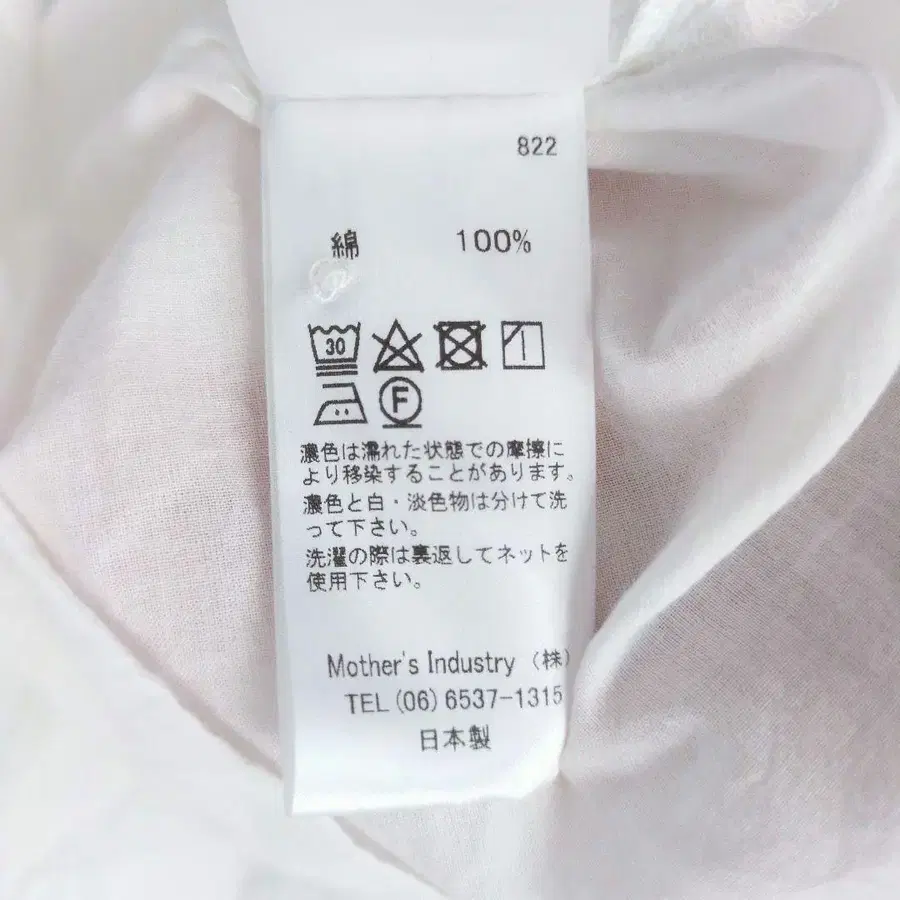 822
綿 100%
30
F
濃色は濡れた状態での摩擦に
より移染することがあります。
濃色と白・淡色物は分けて洗
って下さい。
洗濯の際は裏返してネットを
使用下さい。
Mother's Industry (株)
TEL(06)6537-1315
日本製